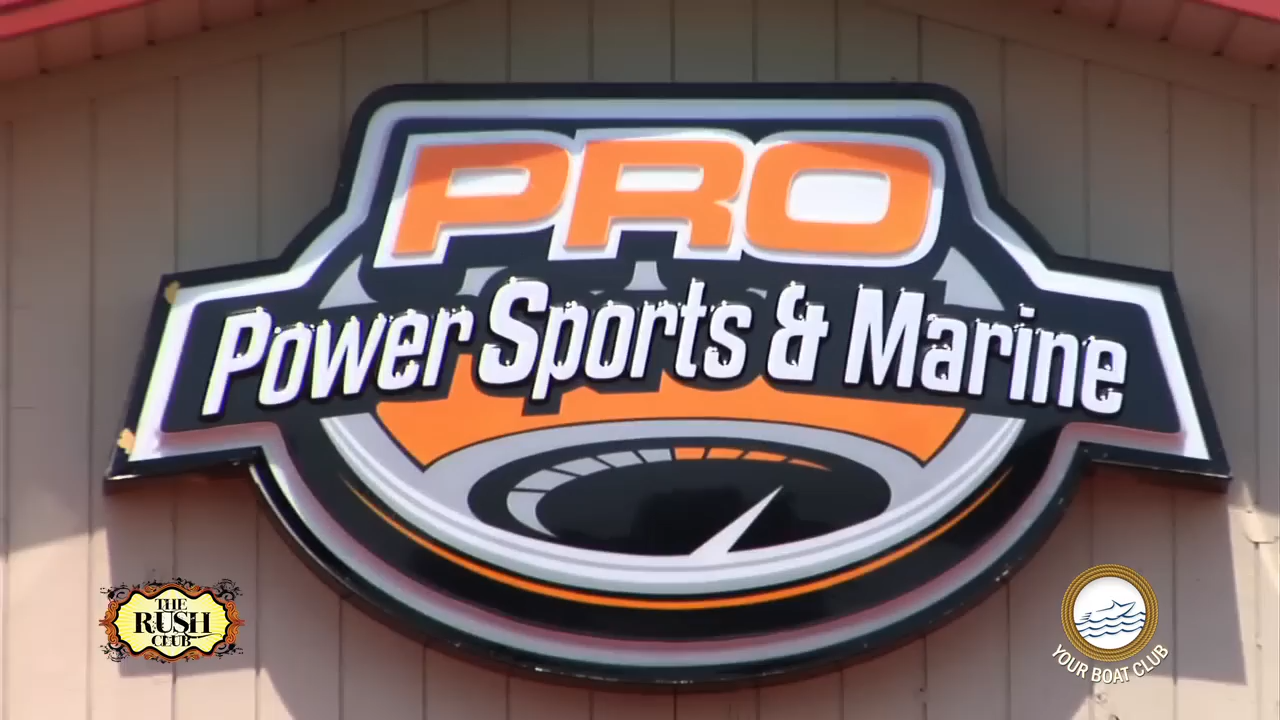 PRO
Power Sports & Marine
THE
RUSH
CLUB
YOUR BOAT CLUB